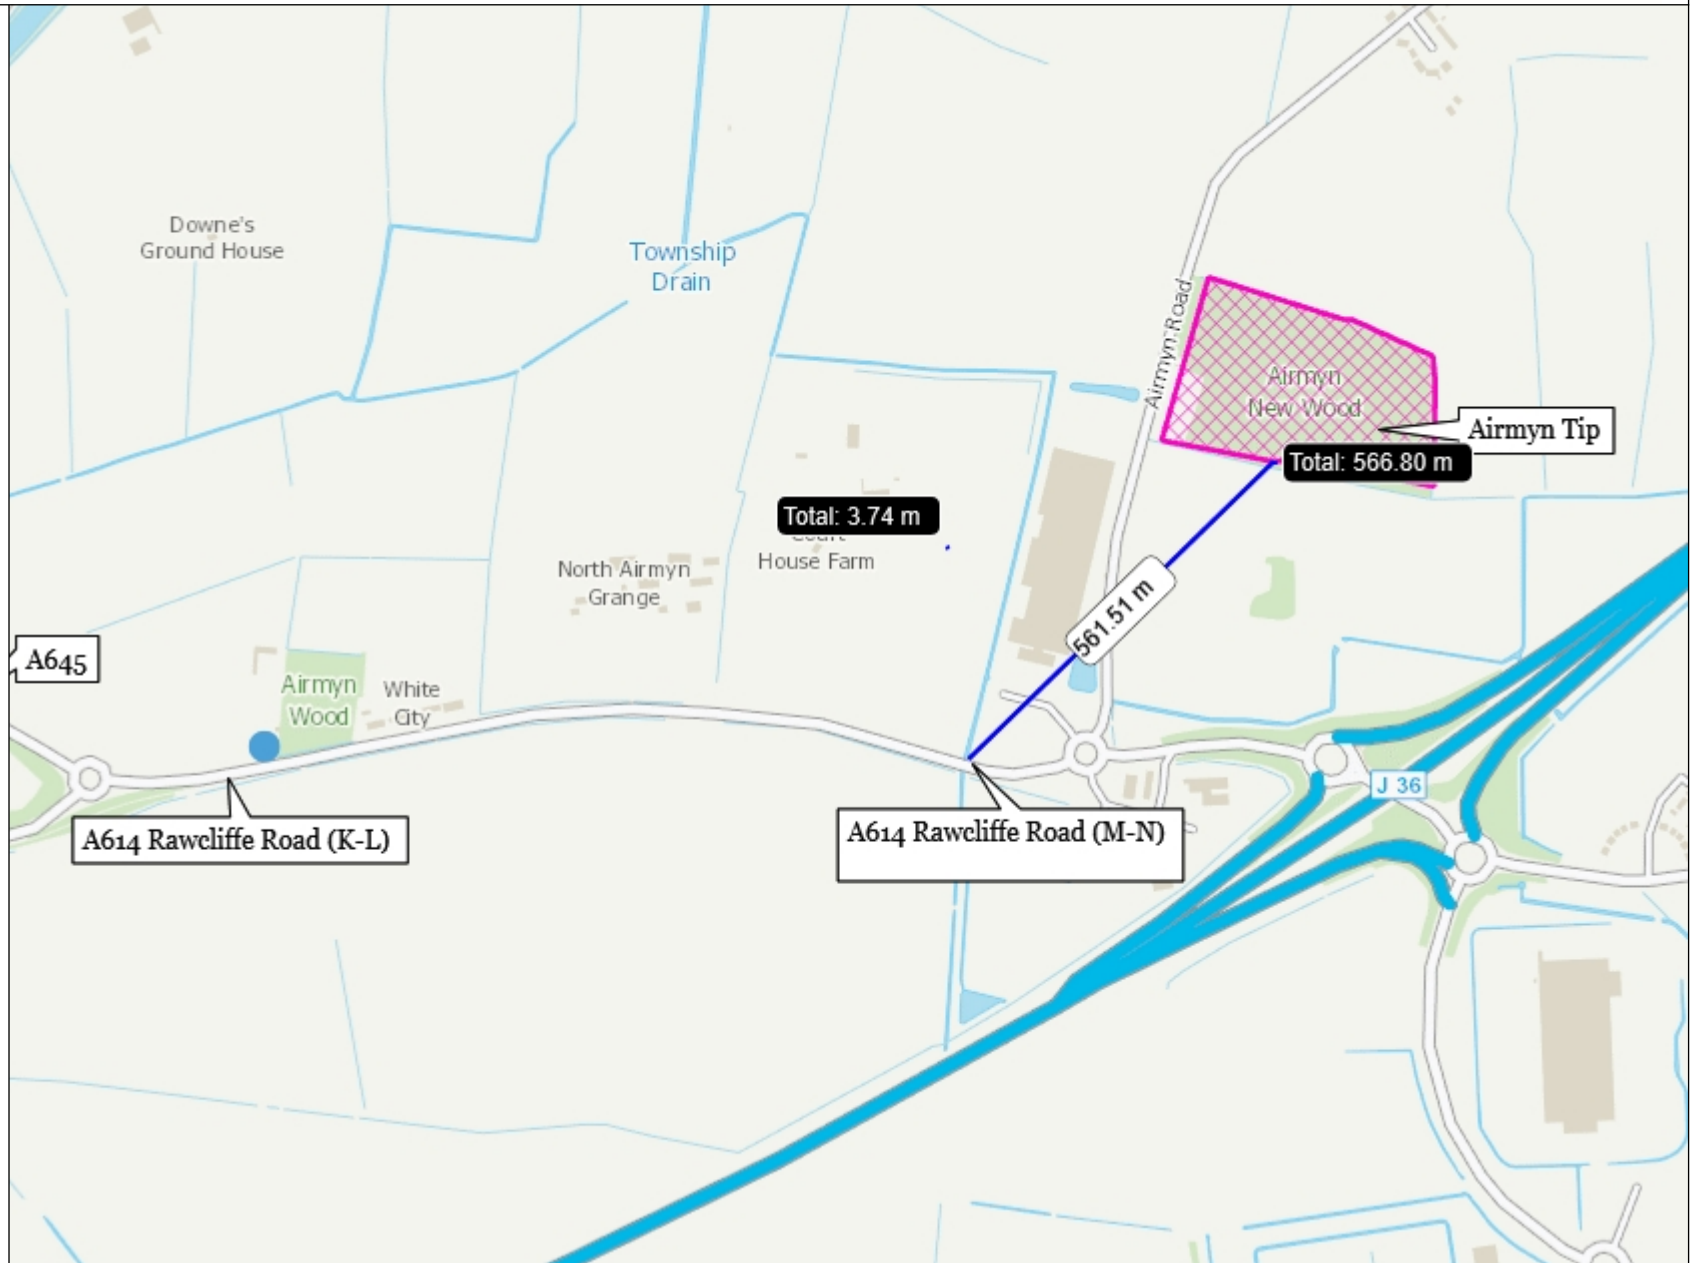 Downe's
Ground House
Township
Drain
Airmyn Road
Airmyn
New Wood
Airmyn Tip
Total: 566.80 m
Total: 3.74 m
Court
House Farm
North Airmyn
Grange
561.51 m
A645
Airmyn
Wood
White
City
J 36
A614 Rawcliffe Road (K-L)
A614 Rawcliffe Road (M-N)